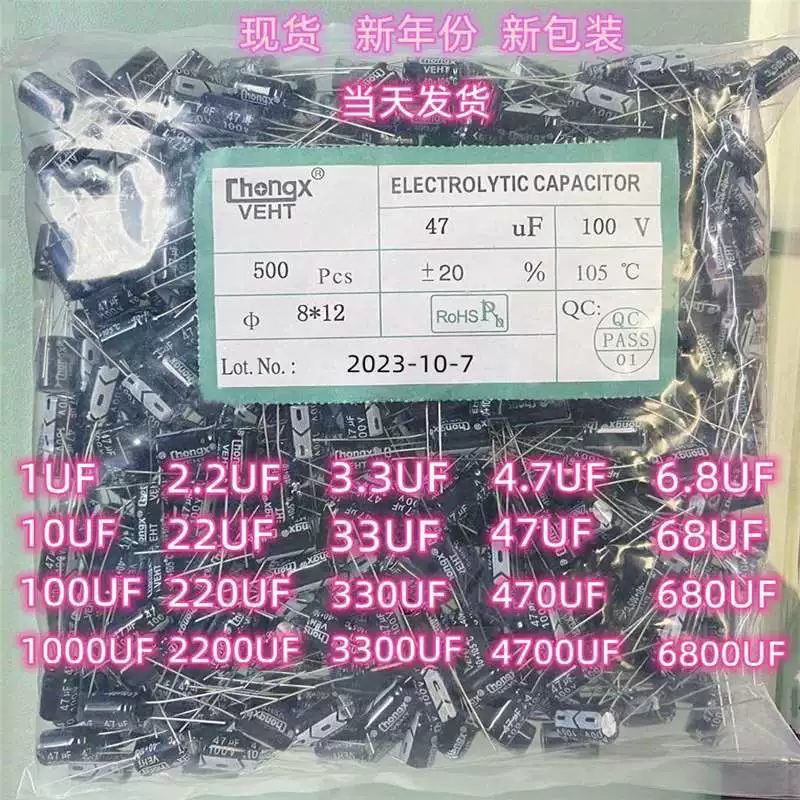 现货 新年份 新包装
当天发货
Chongx®
VEHT
ELECTROLYTIC CAPACITOR
47 uF 100 V
500 Pcs ±20 % 105 ℃
Φ 8*12 RoHS Pb QC:
QC
PASS
01
Lot. No.: 2023-10-7
1UF 2.2UF 3.3UF 4.7UF 6.8UF
10UF 22UF 33UF 47UF 68UF
100UF 220UF 330UF 470UF 680UF
1000UF 2200UF 3300UF 4700UF 6800UF